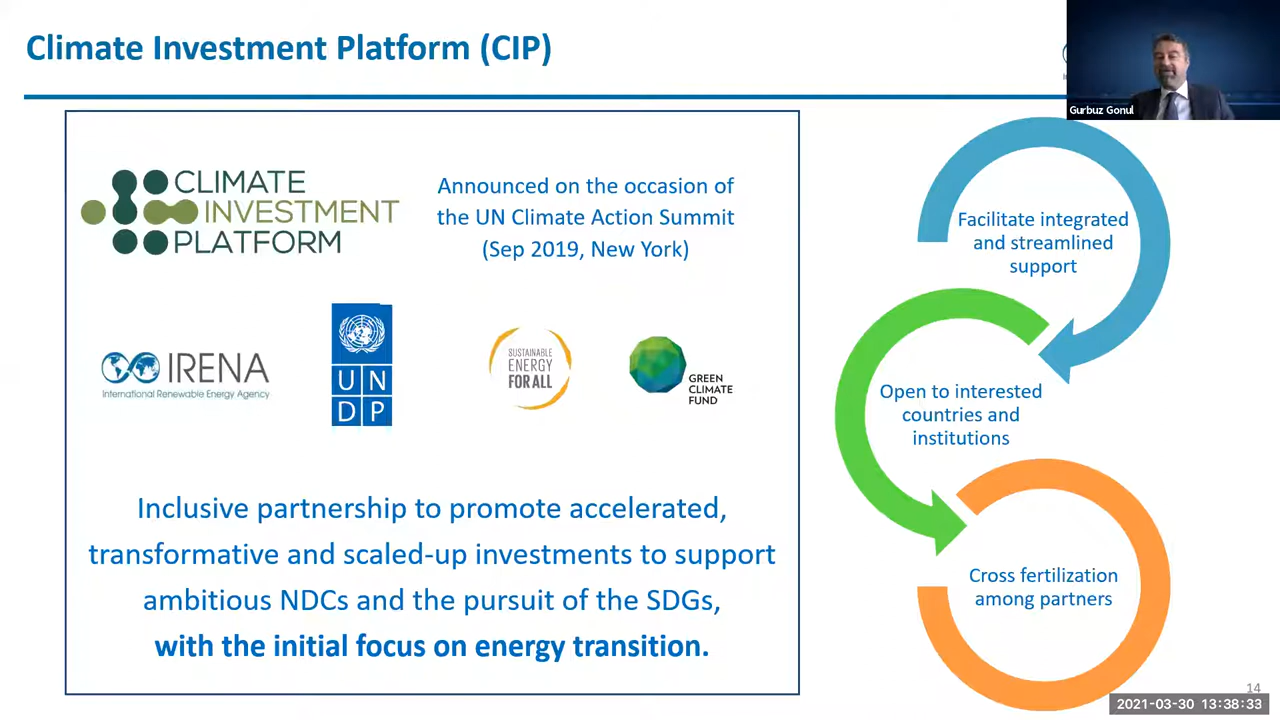 Climate Investment Platform (CIP)
Gurbuz Gonul
CLIMATE
INVESTMENT
PLATFORM
Announced on the occasion of
the UN Climate Action Summit
(Sep 2019, New York)
IRENA
International Renewable Energy Agency
U N
D P
SUSTAINABLE
ENERGY
FOR ALL
GREEN
CLIMATE
FUND
Inclusive partnership to promote accelerated,
transformative and scaled-up investments to support
ambitious NDCs and the pursuit of the SDGs,
with the initial focus on energy transition.
Facilitate integrated
and streamlined
support
Open to interested
countries and
institutions
Cross fertilization
among partners
14
2021-03-30 13:38:33